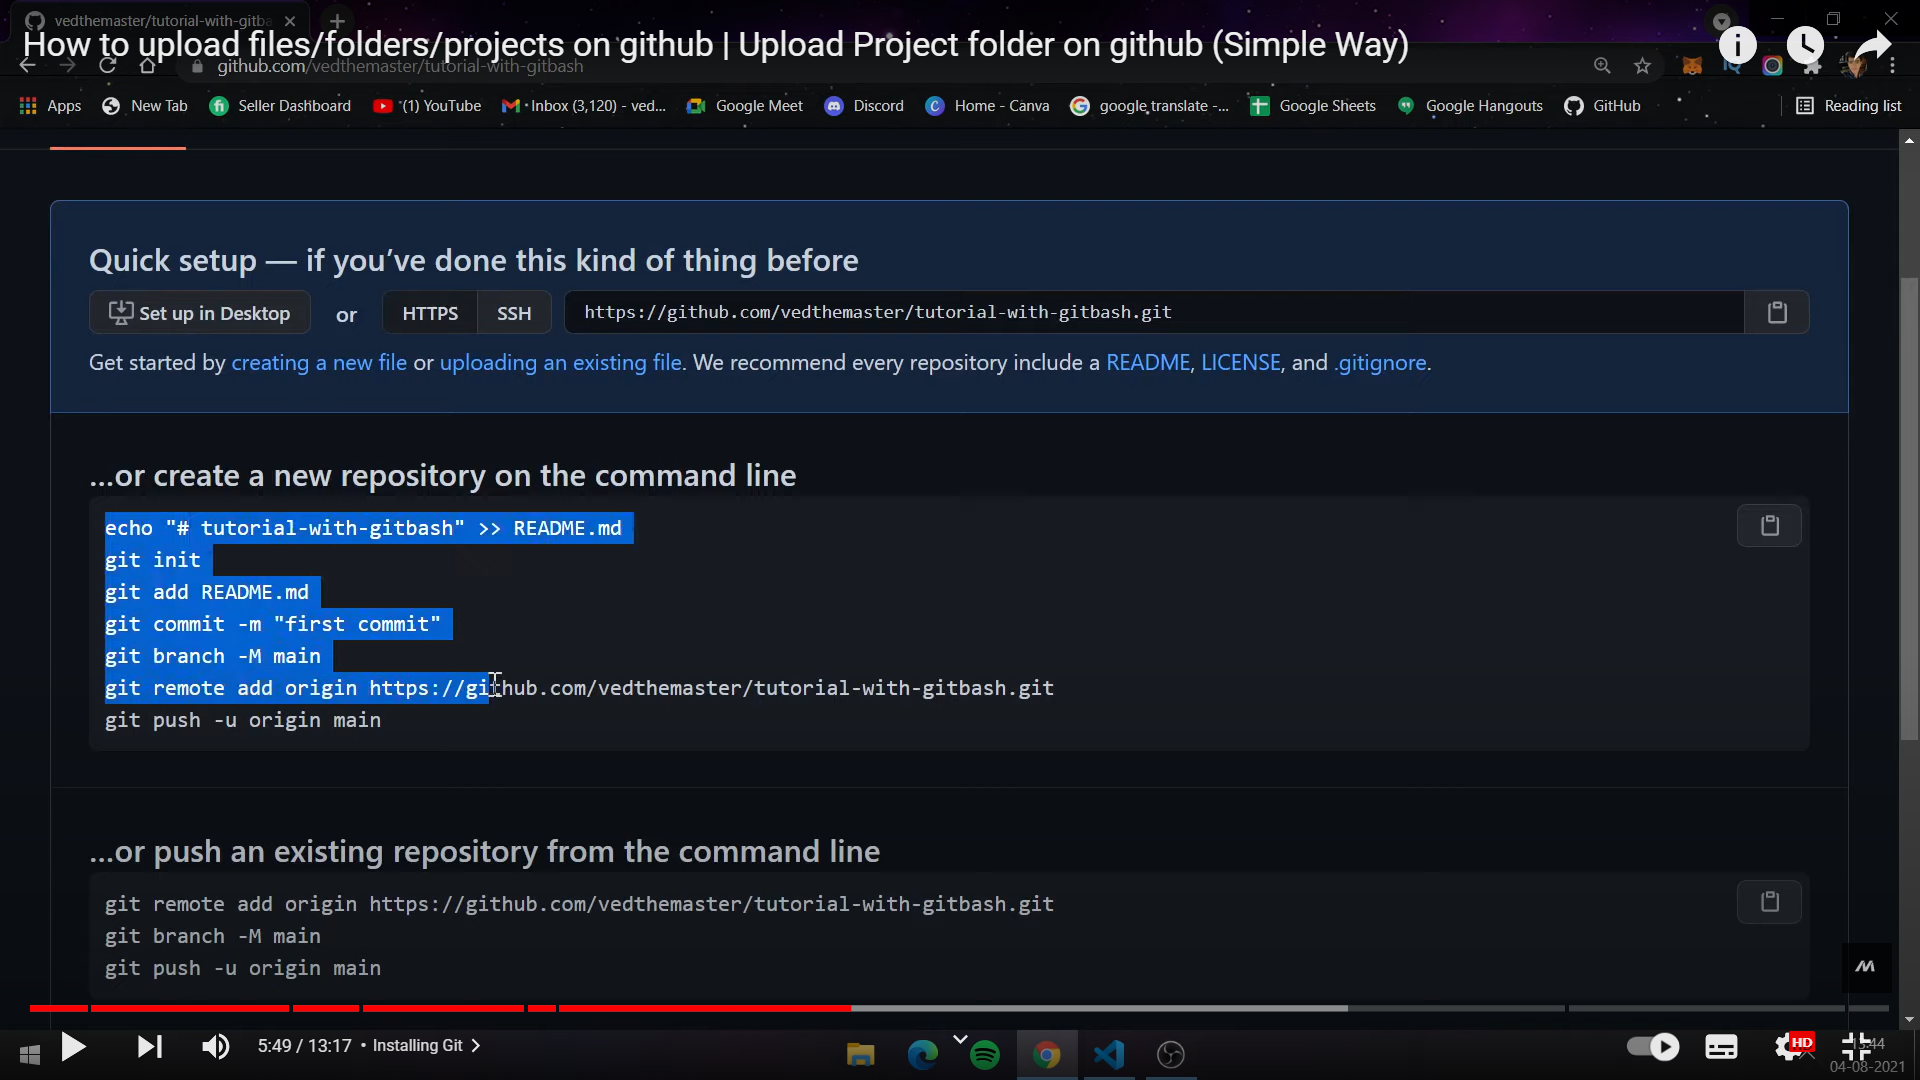 vedthemaster/tutorial-with-gitba
How to upload files/folders/projects on github | Upload Project folder on github (Simple Way)
github.com/vedthemaster/tutorial-with-gitbash
Apps New Tab Seller Dashboard (1) YouTube Inbox (3,120) - ved... Google Meet Discord Home - Canva google translate -... Google Sheets Google Hangouts GitHub Reading list
Quick setup — if you’ve done this kind of thing before
Set up in Desktop or HTTPS SSH https://github.com/vedthemaster/tutorial-with-gitbash.git
Get started by creating a new file or uploading an existing file. We recommend every repository include a README, LICENSE, and .gitignore.
…or create a new repository on the command line
echo "# tutorial-with-gitbash" >> README.md
git init
git add README.md
git commit -m "first commit"
git branch -M main
git remote add origin https://github.com/vedthemaster/tutorial-with-gitbash.git
git push -u origin main
…or push an existing repository from the command line
git remote add origin https://github.com/vedthemaster/tutorial-with-gitbash.git
git branch -M main
git push -u origin main
5:49 / 13:17 • Installing Git
HD
04-08-2021